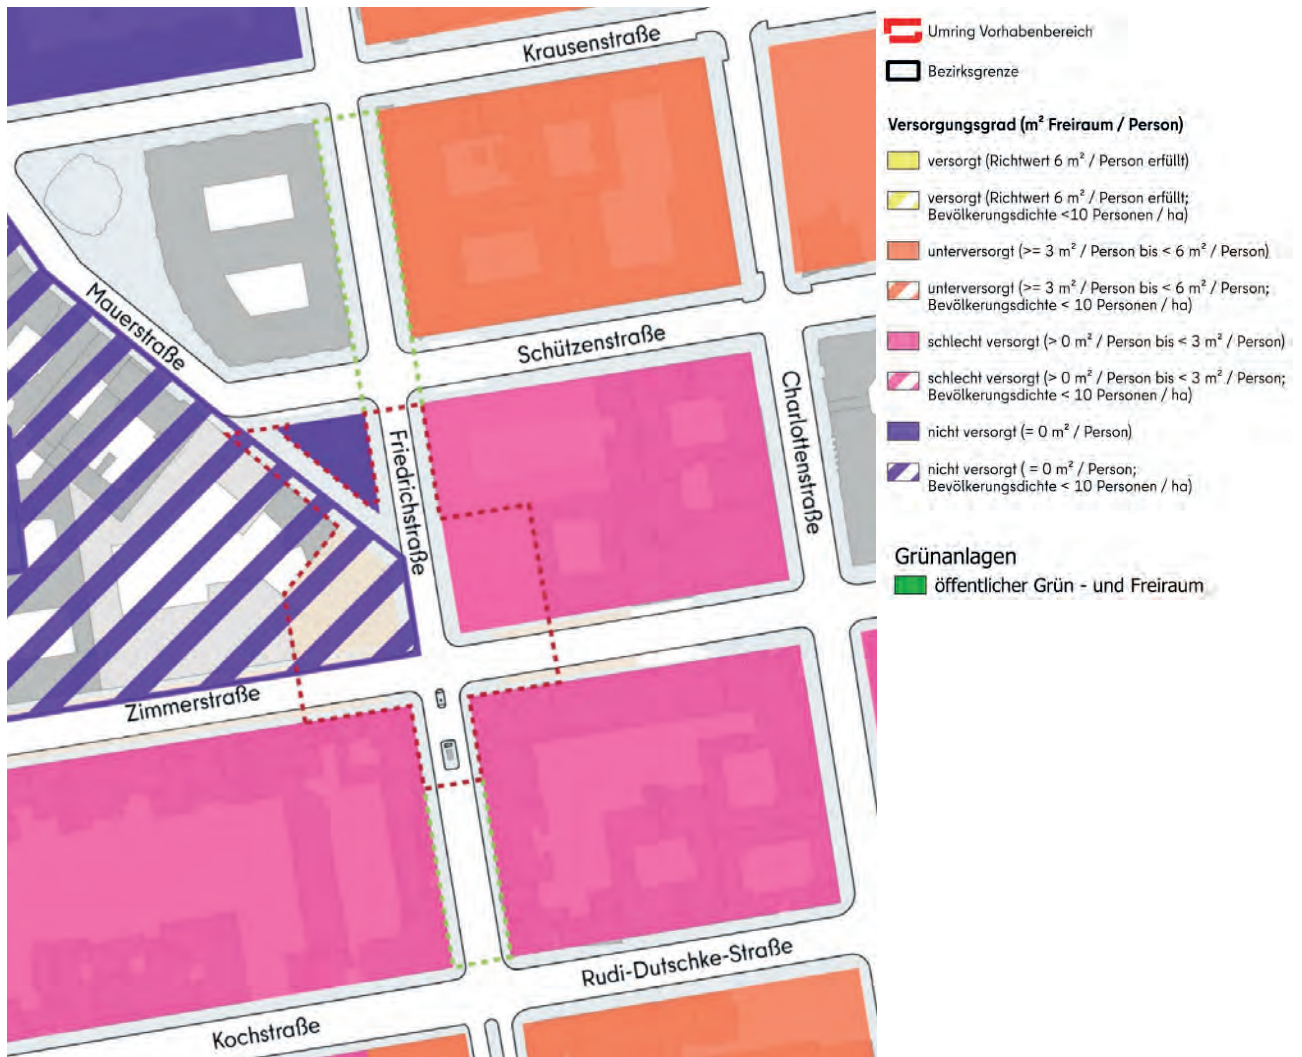 Krausenstraße
Mauerstraße
Schützenstraße
Charlottenstraße
Friedrichstraße
Zimmerstraße
Rudi-Dutschke-Straße
Kochstraße
Umring Vorhabenbereich
Bezirksgrenze
Versorgungsgrad (m² Freiraum / Person)
versorgt (Richtwert 6 m² / Person erfüllt)
versorgt (Richtwert 6 m² / Person erfüllt;
Bevölkerungsdichte <10 Personen / ha)
unterversorgt (>= 3 m² / Person bis < 6 m² / Person)
unterversorgt (>= 3 m² / Person bis < 6 m² / Person;
Bevölkerungsdichte < 10 Personen / ha)
schlecht versorgt (> 0 m² / Person bis < 3 m² / Person)
schlecht versorgt (> 0 m² / Person bis < 3 m² / Person;
Bevölkerungsdichte < 10 Personen / ha)
nicht versorgt (= 0 m² / Person)
nicht versorgt ( = 0 m² / Person;
Bevölkerungsdichte < 10 Personen / ha)
Grünanlagen
öffentlicher Grün - und Freiraum